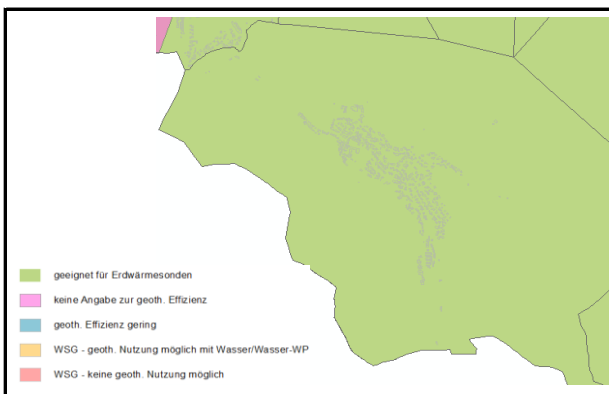 geeignet für Erdwärmesonden
keine Angabe zur geoth. Effizienz
geoth. Effizienz gering
WSG - geoth. Nutzung möglich mit Wasser/Wasser-WP
WSG - keine geoth. Nutzung möglich